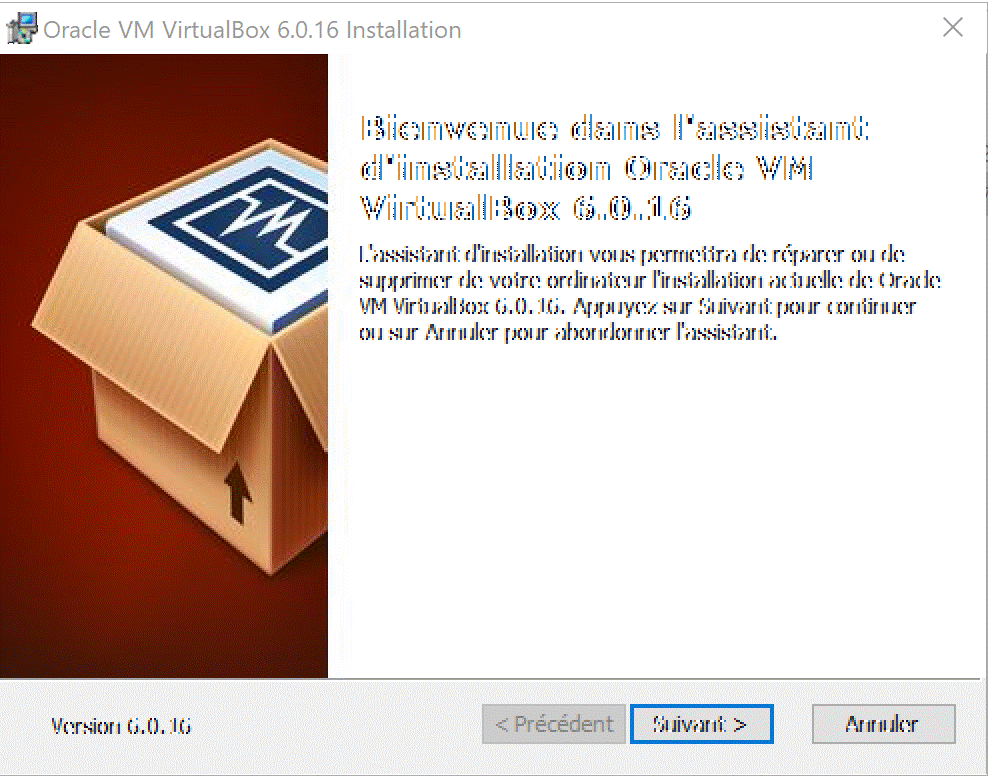 Oracle VM VirtualBox 6.0.16 Installation
Bienvenue dans l'assistant
d'installation Oracle VM
VirtualBox 6.0.16
L'assistant d'installation vous permettra de réparer ou de
supprimer de votre ordinateur l'installation actuelle de Oracle
VM VirtualBox 6.0.16. Appuyez sur Suivant pour continuer
ou sur Annuler pour abondonner l'assistant.
Version 6.0.16
< Précédent
Suivant >
Annuler